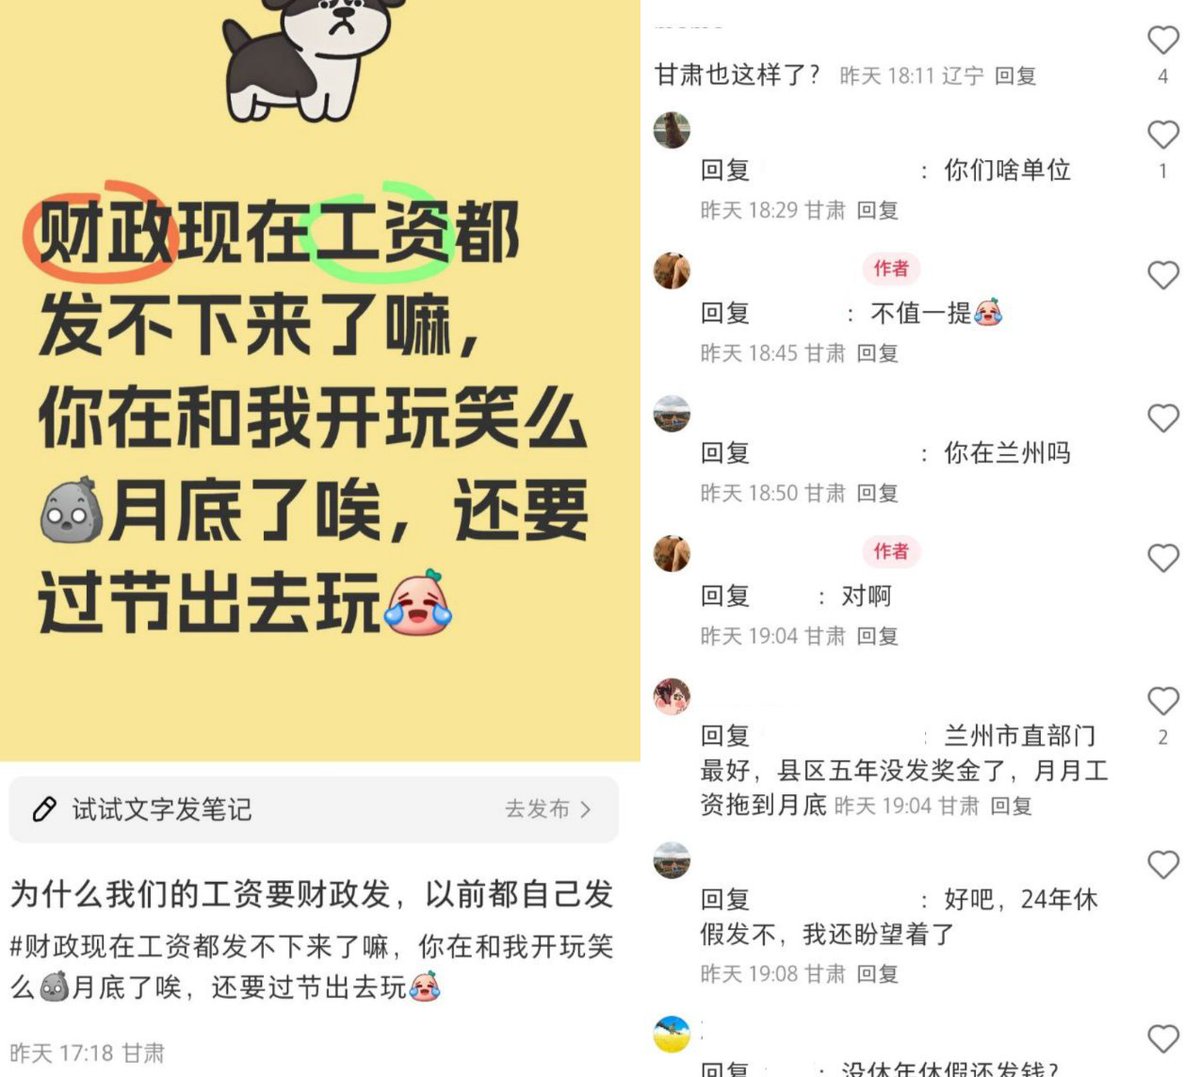 财政现在工资都
发不下来了嘛，
你在和我开玩笑么
月底了唉，还要
过节出去玩
试试文字发笔记
去发布
为什么我们的工资要财政发，以前都自己发
#财政现在工资都发不下来了嘛，你在和我开玩笑
么月底了唉，还要过节出去玩
昨天 17:18 甘肃
甘肃也这样了？ 昨天 18:11 辽宁 回复
4
回复 ：你们啥单位
1
昨天 18:29 甘肃 回复
作者
回复 ：不值一提
昨天 18:45 甘肃 回复
回复 ：你在兰州吗
昨天 18:50 甘肃 回复
作者
回复 ：对啊
昨天 19:04 甘肃 回复
回复 ：兰州市直部门
2
最好，县区五年没发奖金了，月月工
资拖到月底 昨天 19:04 甘肃 回复
回复 ：好吧，24年休
假发不，我还盼望着了
昨天 19:08 甘肃 回复
回复 ：没休年休假还发钱？